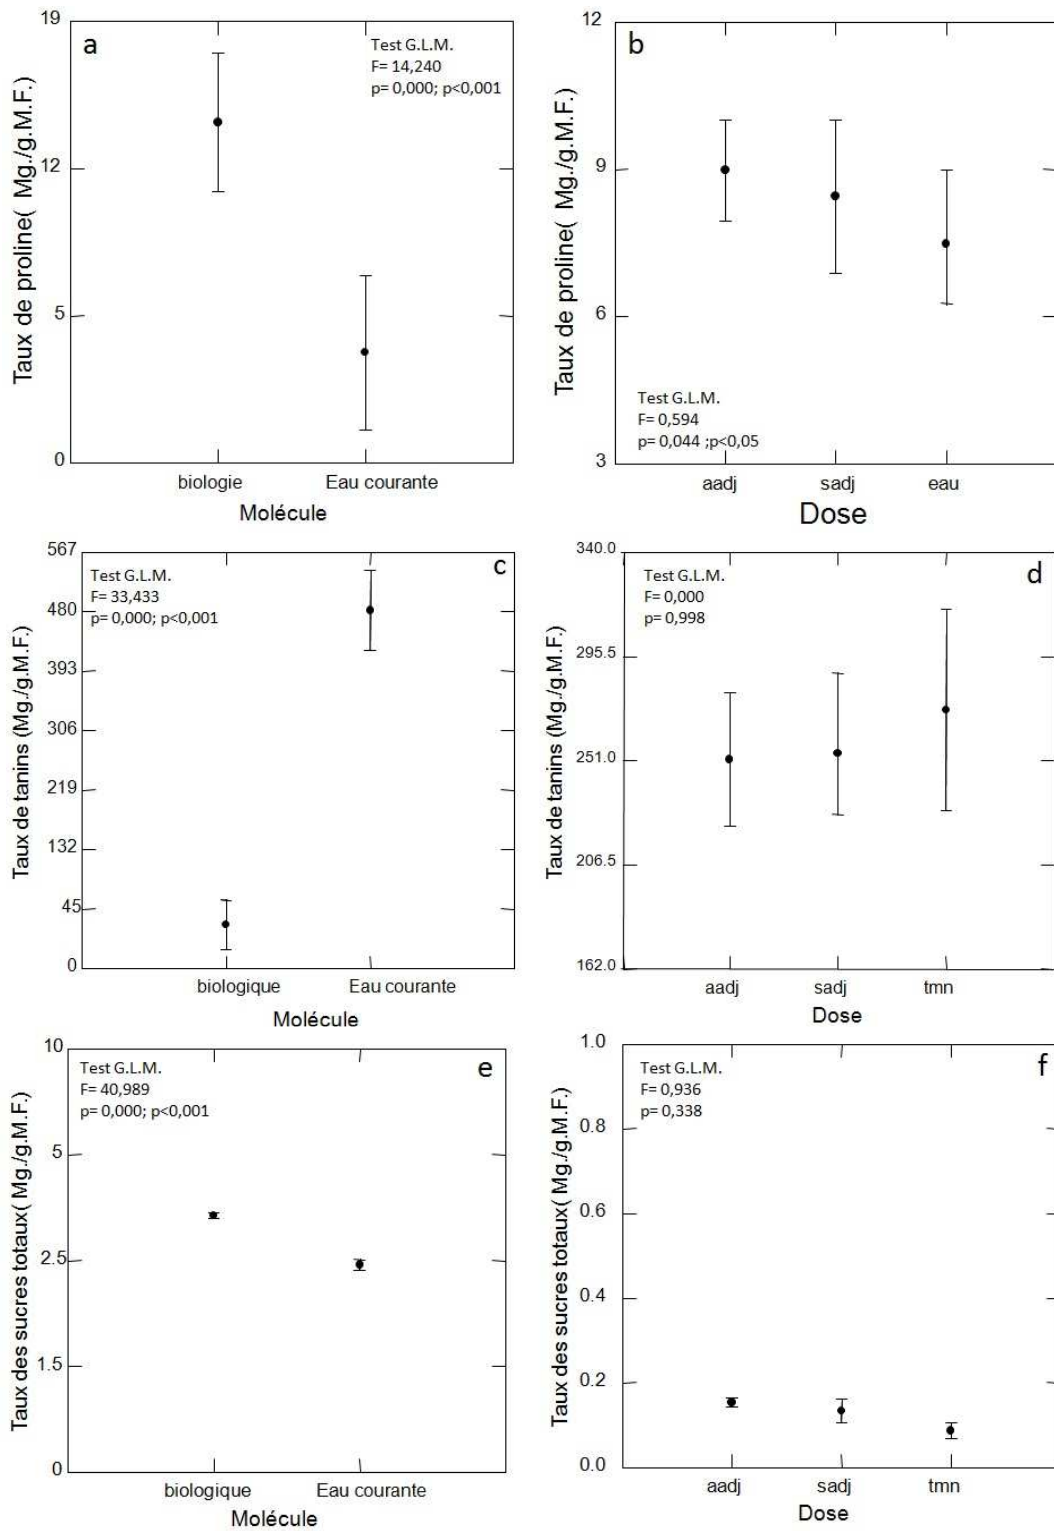 a
Test G.L.M.
F= 14,240
p= 0,000; p<0,001
19
12
5
0
Taux de proline( Mg./g.M.F.)
biologie
Eau courante
Molécule
b
12
9
6
3
Taux de proline( Mg./g.M.F.)
Test G.L.M.
F= 0,594
p= 0,044 ;p<0,05
aadj
sadj
eau
Dose
c
Test G.L.M.
F= 33,433
p= 0,000; p<0,001
567
480
393
306
219
132
45
0
Taux de tanins (Mg./g.M.F.)
biologique
Eau courante
Molécule
d
Test G.L.M.
F= 0,000
p= 0,998
340.0
295.5
251.0
206.5
162.0
Taux de tanins (Mg./g.M.F.)
aadj
sadj
tmn
Dose
e
Test G.L.M.
F= 40,989
p= 0,000; p<0,001
10
5
2.5
1.5
0
Taux des sucres totaux( Mg./g.M.F.)
biologique
Eau courante
Molécule
f
Test G.L.M.
F= 0,936
p= 0,338
1.0
0.8
0.6
0.4
0.2
0.0
Taux des sucres totaux( Mg./g.M.F.)
aadj
sadj
tmn
Dose